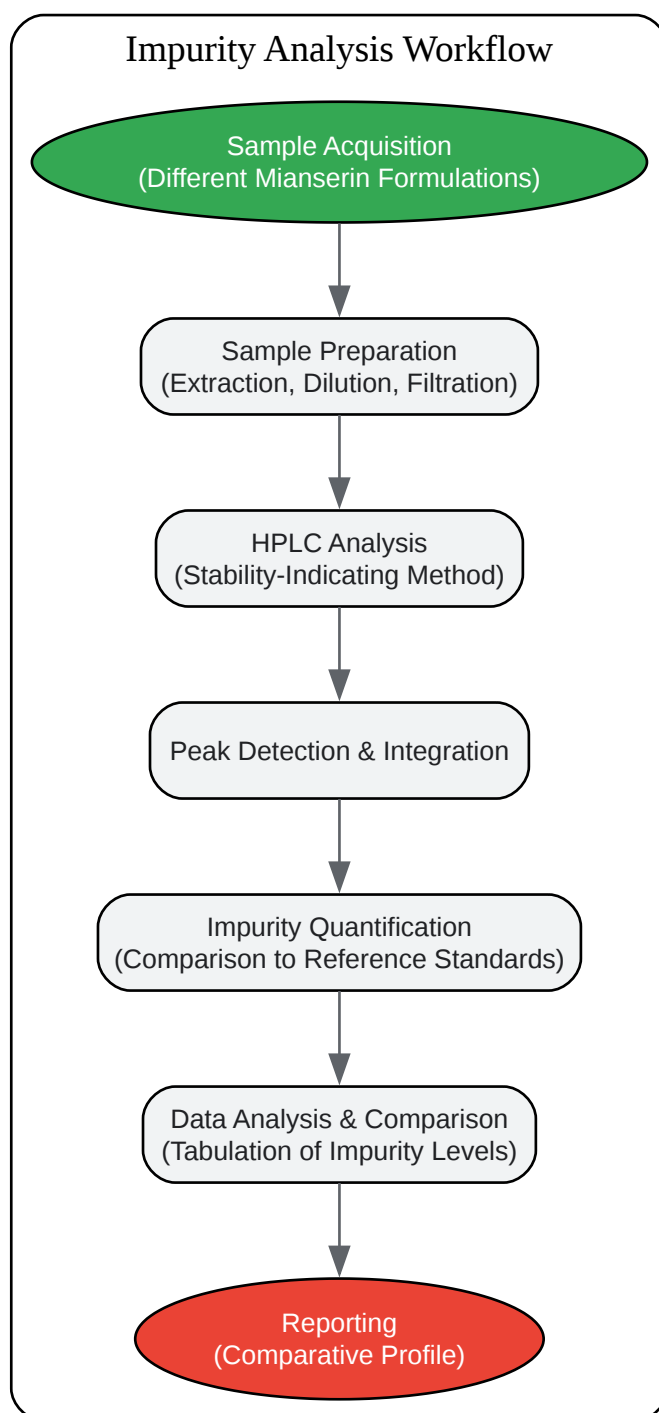 Impurity Analysis Workflow
Sample Acquisition
(Different Mianserin Formulations)
Sample Preparation
(Extraction, Dilution, Filtration)
HPLC Analysis
(Stability-Indicating Method)
Peak Detection & Integration
Impurity Quantification
(Comparison to Reference Standards)
Data Analysis & Comparison
(Tabulation of Impurity Levels)
Reporting
(Comparative Profile)